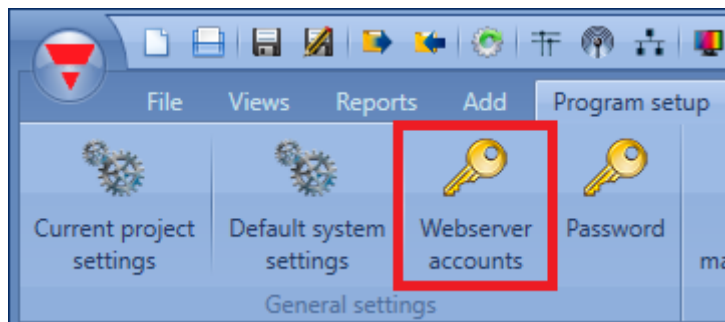 File Views Reports Add Program setup
Current project settings
Default system settings
Webserver accounts
Password
General settings